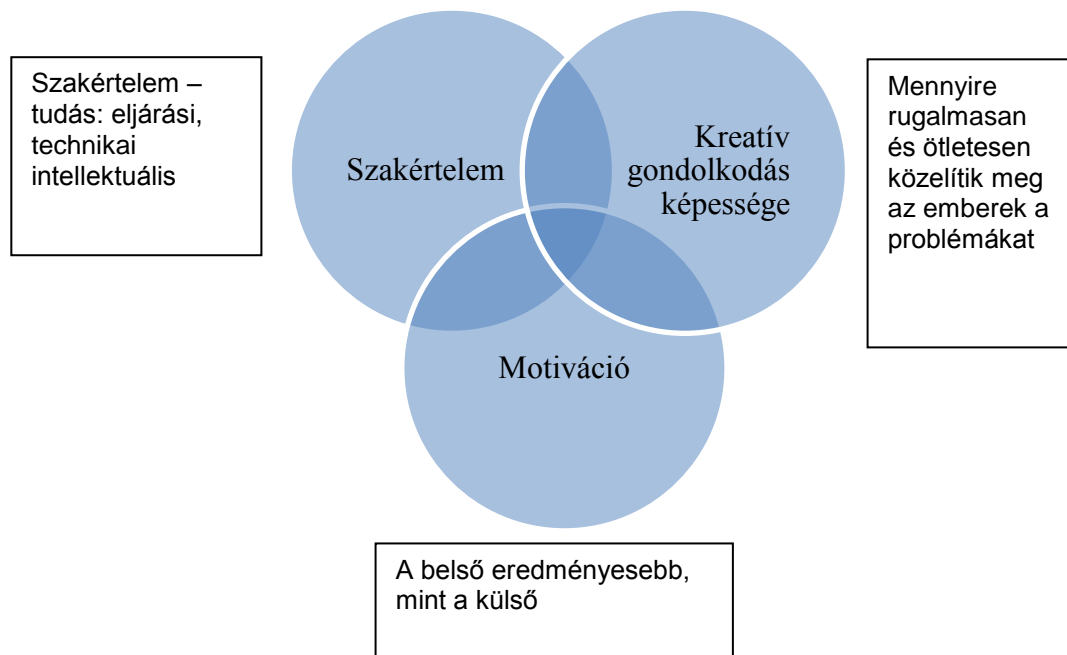 Szakértelem –
tudás: eljárási,
technikai
intellektuális
Szakértelem
Kreatív
gondolkodás
képessége
Mennyire
rugalmasan
és ötletesen
közelítik meg
az emberek a
problémákat
Motiváció
A belső eredményesebb,
mint a külső